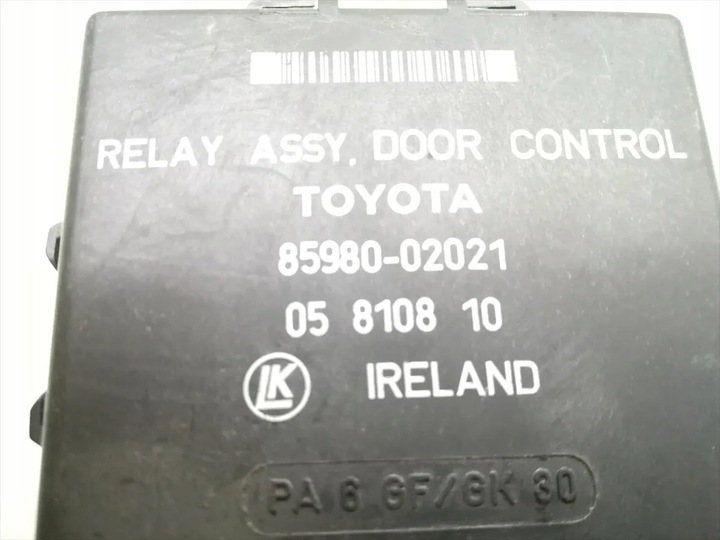 RELAY ASSY, DOOR CONTROL
TOYOTA
85980-02021
05 8108 10
LK IRELAND
PA 6 GF/GK 30